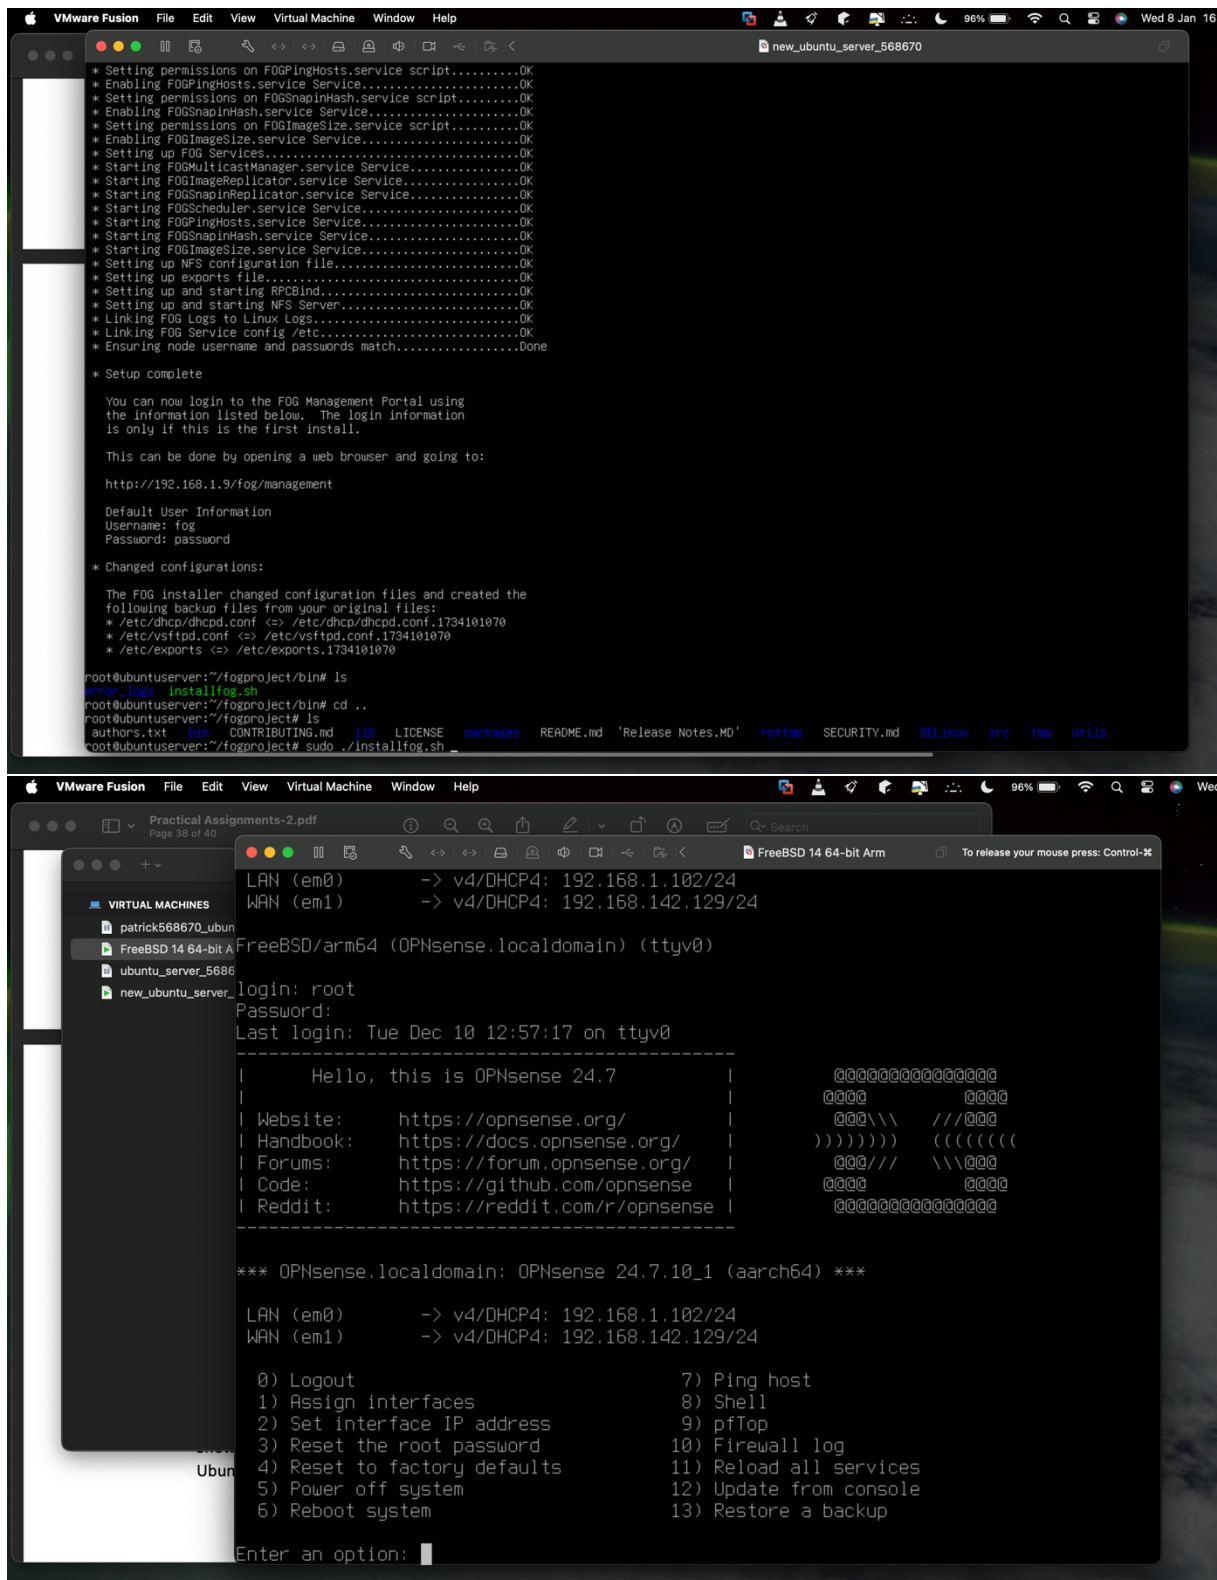 VMware Fusion File Edit View Virtual Machine Window Help 96% Wed 8 Jan 16
new_ubuntu_server_568670
* Setting permissions on FOGPingHosts.service script..........OK
* Enabling FOGPingHosts.service Service.......................OK
* Setting permissions on FOGSnapinHash.service script.........OK
* Enabling FOGSnapinHash.service Service......................OK
* Setting permissions on FOGImageSize.service script..........OK
* Enabling FOGImageSize.service Service.......................OK
* Setting up FOG Services.....................................OK
* Starting FOGMulticastManager.service Service................OK
* Starting FOGImageReplicator.service Service.................OK
* Starting FOGSnapinReplicator.service Service................OK
* Starting FOGScheduler.service Service.......................OK
* Starting FOGPingHosts.service Service.......................OK
* Starting FOGSnapinHash.service Service......................OK
* Starting FOGImageSize.service Service.......................OK
* Setting up NFS configuration file...........................OK
* Setting up exports file.....................................OK
* Setting up and starting RPCBind.............................OK
* Setting up and starting NFS Server..........................OK
* Linking FOG Logs to Linux Logs..............................OK
* Linking FOG Service config /etc.............................OK
* Ensuring node username and passwords match..................Done
* Setup complete
You can now login to the FOG Management Portal using
the information listed below. The login information
is only if this is the first install.
This can be done by opening a web browser and going to:
http://192.168.1.9/fog/management
Default User Information
Username: fog
Password: password
* Changed configurations:
The FOG installer changed configuration files and created the
following backup files from your original files:
* /etc/dhcp/dhcpd.conf <=> /etc/dhcp/dhcpd.conf.1734101070
* /etc/vsftpd.conf <=> /etc/vsftpd.conf.1734101070
* /etc/exports <=> /etc/exports.1734101070
root@ubuntuserver:~/fogproject/bin# ls
error_logs installfog.sh
root@ubuntuserver:~/fogproject/bin# cd ..
root@ubuntuserver:~/fogproject# ls
authors.txt bin CONTRIBUTING.md lib LICENSE packages README.md 'Release Notes.MD' rpttmp SECURITY.md SELinux src tmp utils
root@ubuntuserver:~/fogproject# sudo ./installfog.sh _
VMware Fusion File Edit View Virtual Machine Window Help 96% Wed
Practical Assignments-2.pdf
Page 38 of 40
Search
FreeBSD 14 64-bit Arm To release your mouse press: Control-⌘
VIRTUAL MACHINES
patrick568670_ubun
FreeBSD 14 64-bit A
ubuntu_server_5686
new_ubuntu_server_
Ubun
LAN (em0) -> v4/DHCP4: 192.168.1.102/24
WAN (em1) -> v4/DHCP4: 192.168.142.129/24
FreeBSD/arm64 (OPNsense.localdomain) (ttyv0)
login: root
Password:
Last login: Tue Dec 10 12:57:17 on ttyv0
----------------------------------------------
| Hello, this is OPNsense 24.7 | @@@@@@@@@@@@@@@
| | @@@@ @@@@
| Website: https://opnsense.org/ | @@@\\\ ///@@@
| Handbook: https://docs.opnsense.org/ | )))))))) ((((((((
| Forums: https://forum.opnsense.org/ | @@@/// \\\@@@
| Code: https://github.com/opnsense | @@@@ @@@@
| Reddit: https://reddit.com/r/opnsense | @@@@@@@@@@@@@@@
----------------------------------------------
*** OPNsense.localdomain: OPNsense 24.7.10_1 (aarch64) ***
LAN (em0) -> v4/DHCP4: 192.168.1.102/24
WAN (em1) -> v4/DHCP4: 192.168.142.129/24
0) Logout 7) Ping host
1) Assign interfaces 8) Shell
2) Set interface IP address 9) pfTop
3) Reset the root password 10) Firewall log
4) Reset to factory defaults 11) Reload all services
5) Power off system 12) Update from console
6) Reboot system 13) Restore a backup
Enter an option: